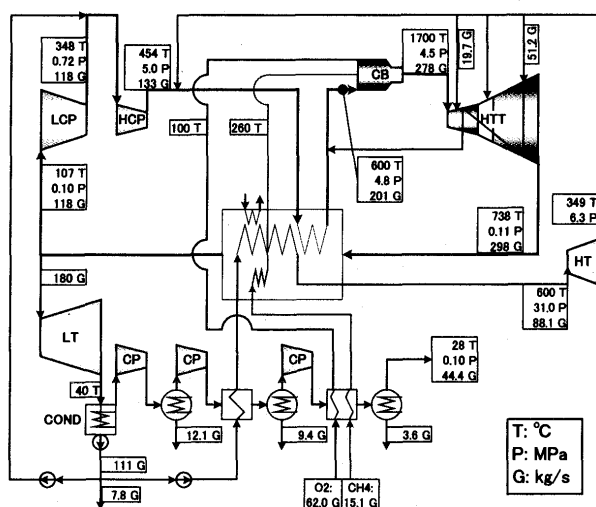 348 T
0.72 P
118 G
454 T
5.0 P
133 G
1700 T
4.5 P
278 G
19.7 G
51.2 G
CB
LCP
HCP
HTT
100 T
260 T
107 T
0.10 P
118 G
600 T
4.8 P
201 G
349 T
6.3 P
738 T
0.11 P
298 G
HT
180 G
600 T
31.0 P
88.1 G
LT
CP
CP
CP
28 T
0.10 P
44.4 G
40 T
COND
12.1 G
9.4 G
3.6 G
111 G
7.8 G
O2:
62.0 G
CH4:
15.1 G
T: °C
P: MPa
G: kg/s